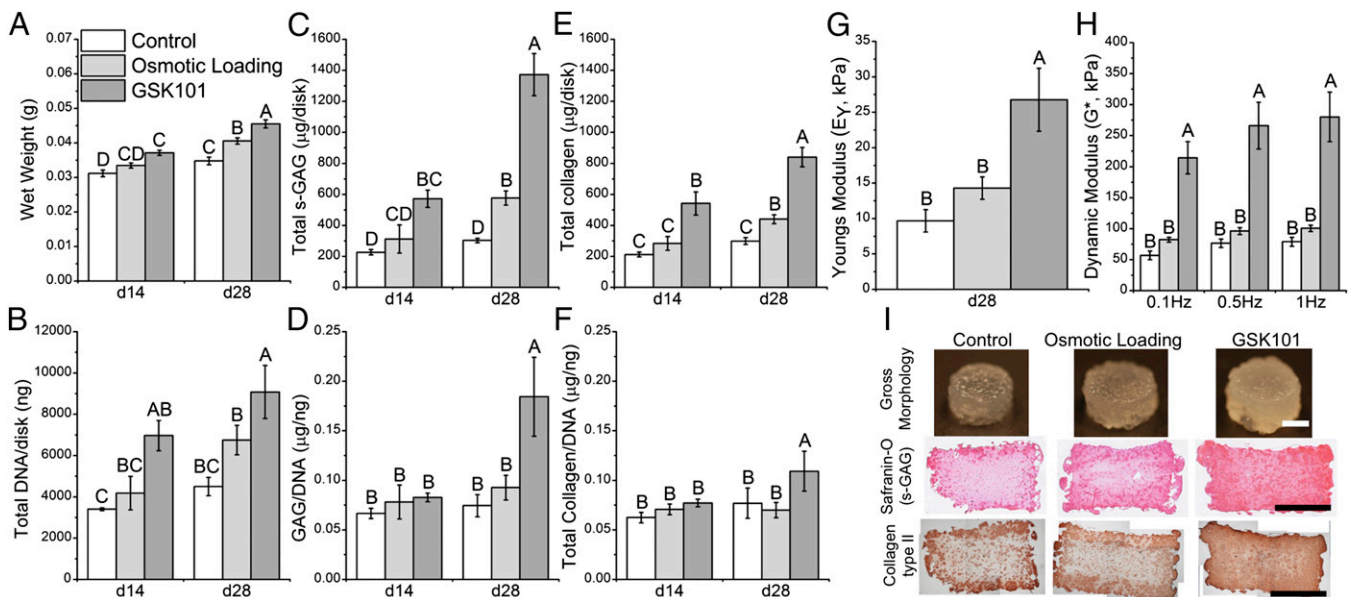 A
Wet Weight (g)
0.07
0.06
0.05
0.04
0.03
0.02
0.01
0.00
Control
Osmotic Loading
GSK101
D CD C C B A
d14 d28
B
Total DNA/disk (ng)
12000
10000
8000
6000
4000
2000
0
C BC AB BC B A
d14 d28
C
Total s-GAG (µg/disk)
1600
1400
1200
1000
800
600
400
200
0
D CD BC D B A
d14 d28
D
GAG/DNA (µg/ng)
0.25
0.20
0.15
0.10
0.05
0.00
B B B B B A
d14 d28
E
Total collagen (µg/disk)
1600
1400
1200
1000
800
600
400
200
0
C C B C B A
d14 d28
F
Total Collagen/DNA (µg/ng)
0.25
0.20
0.15
0.10
0.05
0.00
B B B B B A
d14 d28
G
Youngs Modulus (EY, kPa)
35
30
25
20
15
10
5
0
B B A
d28
H
Dynamic Modulus (G*, kPa)
400
350
300
250
200
150
100
50
0
B B A B B A B B A
0.1Hz 0.5Hz 1Hz
I
Control Osmotic Loading GSK101
Gross
Morphology
Safranin-O
(s-GAG)
Collagen
type II